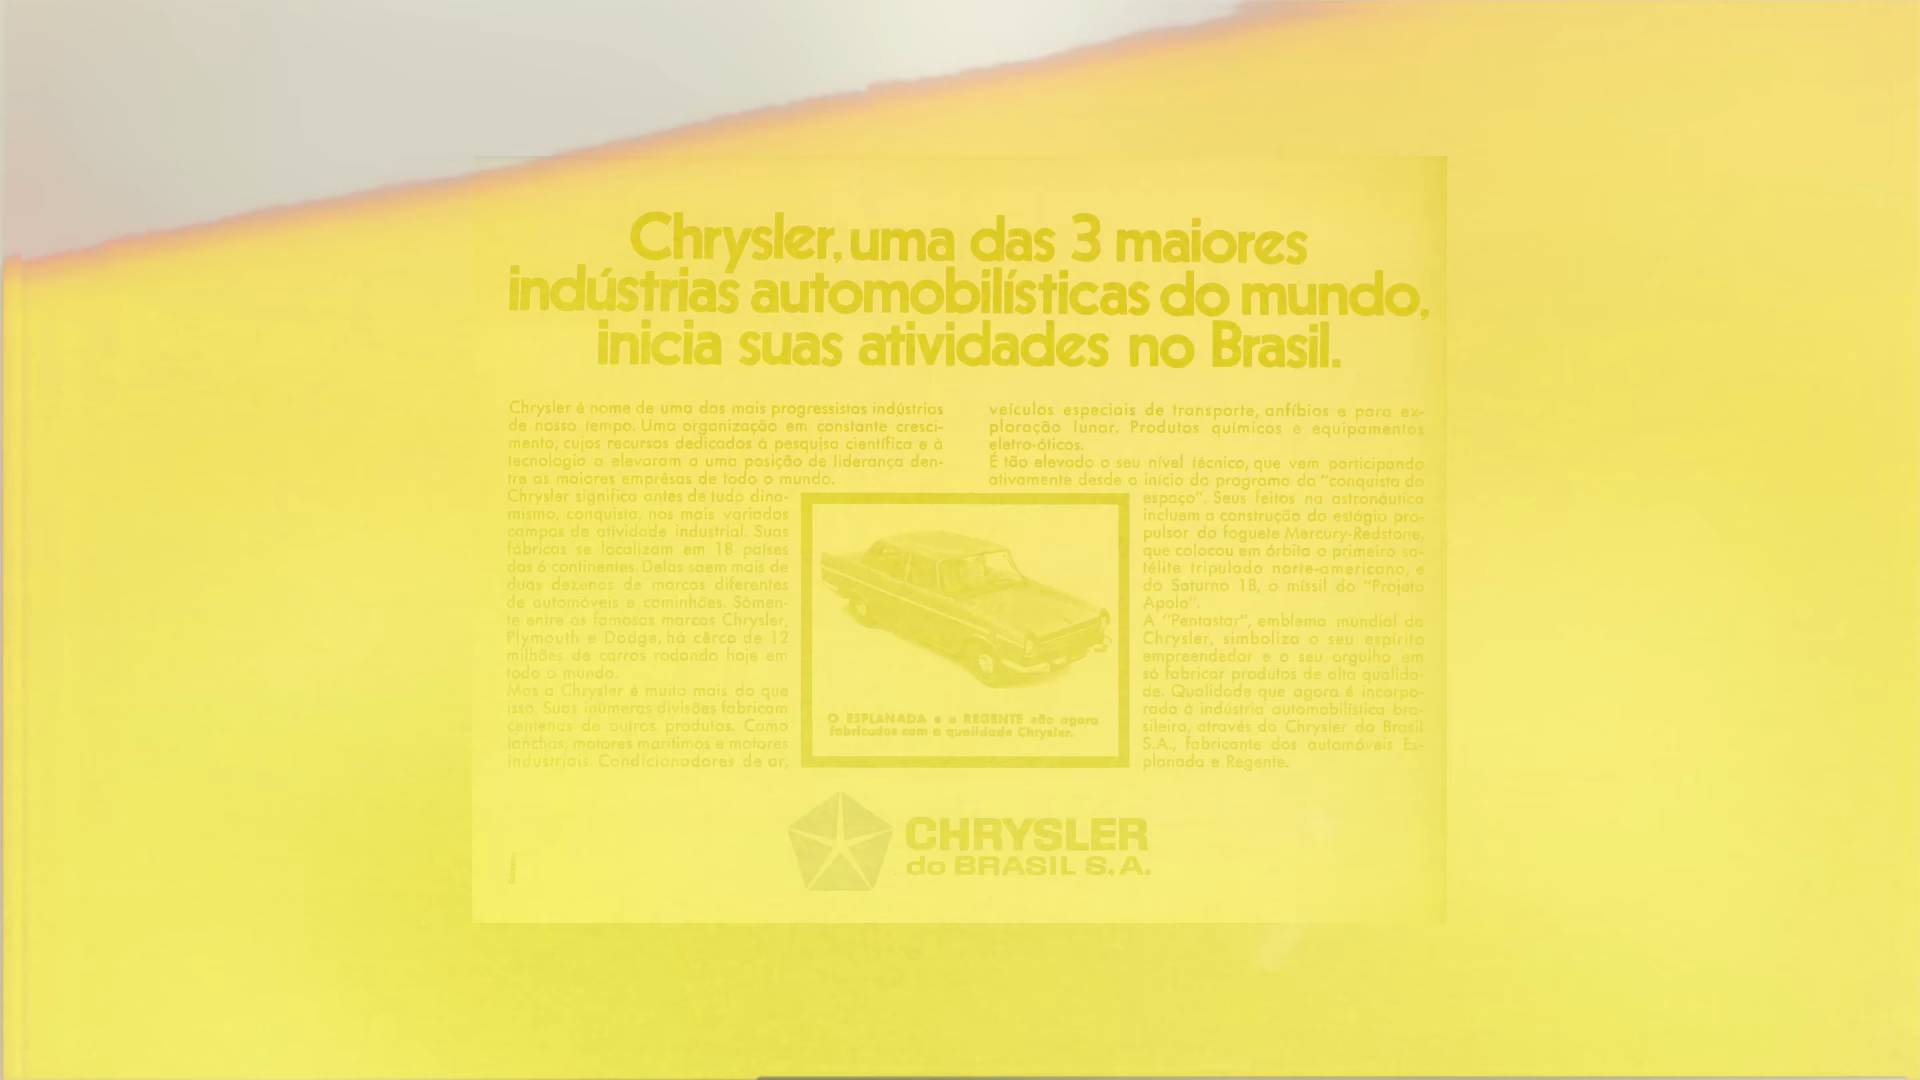 Chrysler, uma das 3 maiores
indústrias automobilísticas do mundo,
inicia suas atividades no Brasil.
Chrysler é nome de uma das mais progressistas indústrias
de nosso tempo. Uma organização em constante cresci-
mento, cujos recursos dedicados à pesquisa científica e à
tecnologia a elevaram a uma posição de liderança den-
tre as maiores emprêsas de todo o mundo.
Chrysler significa antes de tudo dina-
mismo, conquista, nos mais variados
campos de atividade industrial. Suas
fábricas se localizam em 18 países
dos 6 continentes. Delas saem mais de
duas dezenas de marcas diferentes
de automóveis e caminhões. Sòmen-
te entre as famosas marcas Chrysler,
Plymouth e Dodge, há cêrca de 12
milhões de carros rodando hoje em
todo o mundo.
Mas a Chrysler é muito mais do que
isso. Suas inúmeras divisões fabricam
centenas de outros produtos. Como
lanchas, motores marítimos e motores
industriais. Condicionadores de ar,
veículos especiais de transporte, anfíbios e para ex-
ploração lunar. Produtos químicos e equipamentos
eletro-óticos.
É tão elevado o seu nível técnico, que vem participando
ativamente desde o início do programa da "conquista do
espaço". Seus feitos na astronáutica
incluem a construção do estágio pro-
pulsor do foguete Mercury-Redstone,
que colocou em órbita o primeiro sa-
télite tripulado norte-americano, e
do Saturno 1B, o míssil do "Projeto
Apolo".
A "Pentastar", emblema mundial da
Chrysler, simboliza o seu espírito
empreendedor e o seu orgulho em
só fabricar produtos de alta qualida-
de. Qualidade que agora é incorpo-
rada à indústria automobilística bra-
sileira, através da Chrysler do Brasil
S.A., fabricante dos automóveis Es-
planada e Regente.
O ESPLANADA e o REGENTE são agora
fabricados com a qualidade Chrysler.
CHRYSLER
do BRASIL S.A.